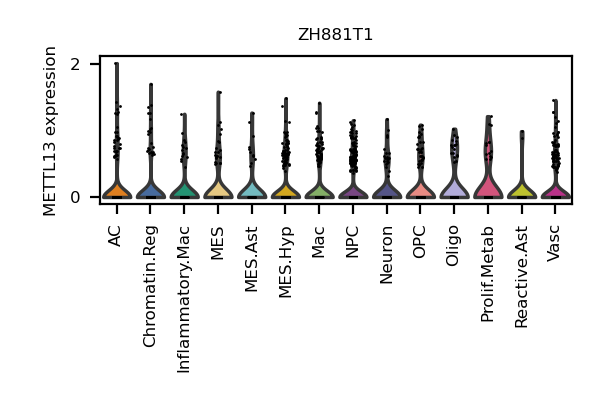 ZH881T1
METTL13 expression
2
0
AC
Chromatin.Reg
Inflammatory.Mac
MES
MES.Ast
MES.Hyp
Mac
NPC
Neuron
OPC
Oligo
Prolif.Metab
Reactive.Ast
Vasc